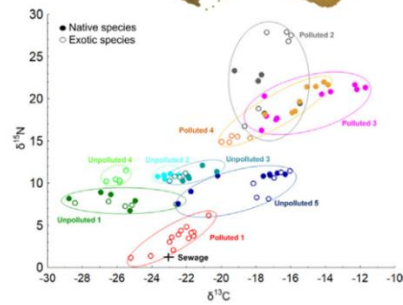 30
25
20
15
10
5
0
δ¹⁵N
● Native species
○ Exotic species
Polluted 2
Polluted 4
Polluted 3
Unpolluted 4
Unpolluted 2
Unpolluted 3
Unpolluted 1
Unpolluted 5
Polluted 1
Sewage
-30 -28 -26 -24 -22 -20 -18 -16 -14 -12 -10
δ¹³C